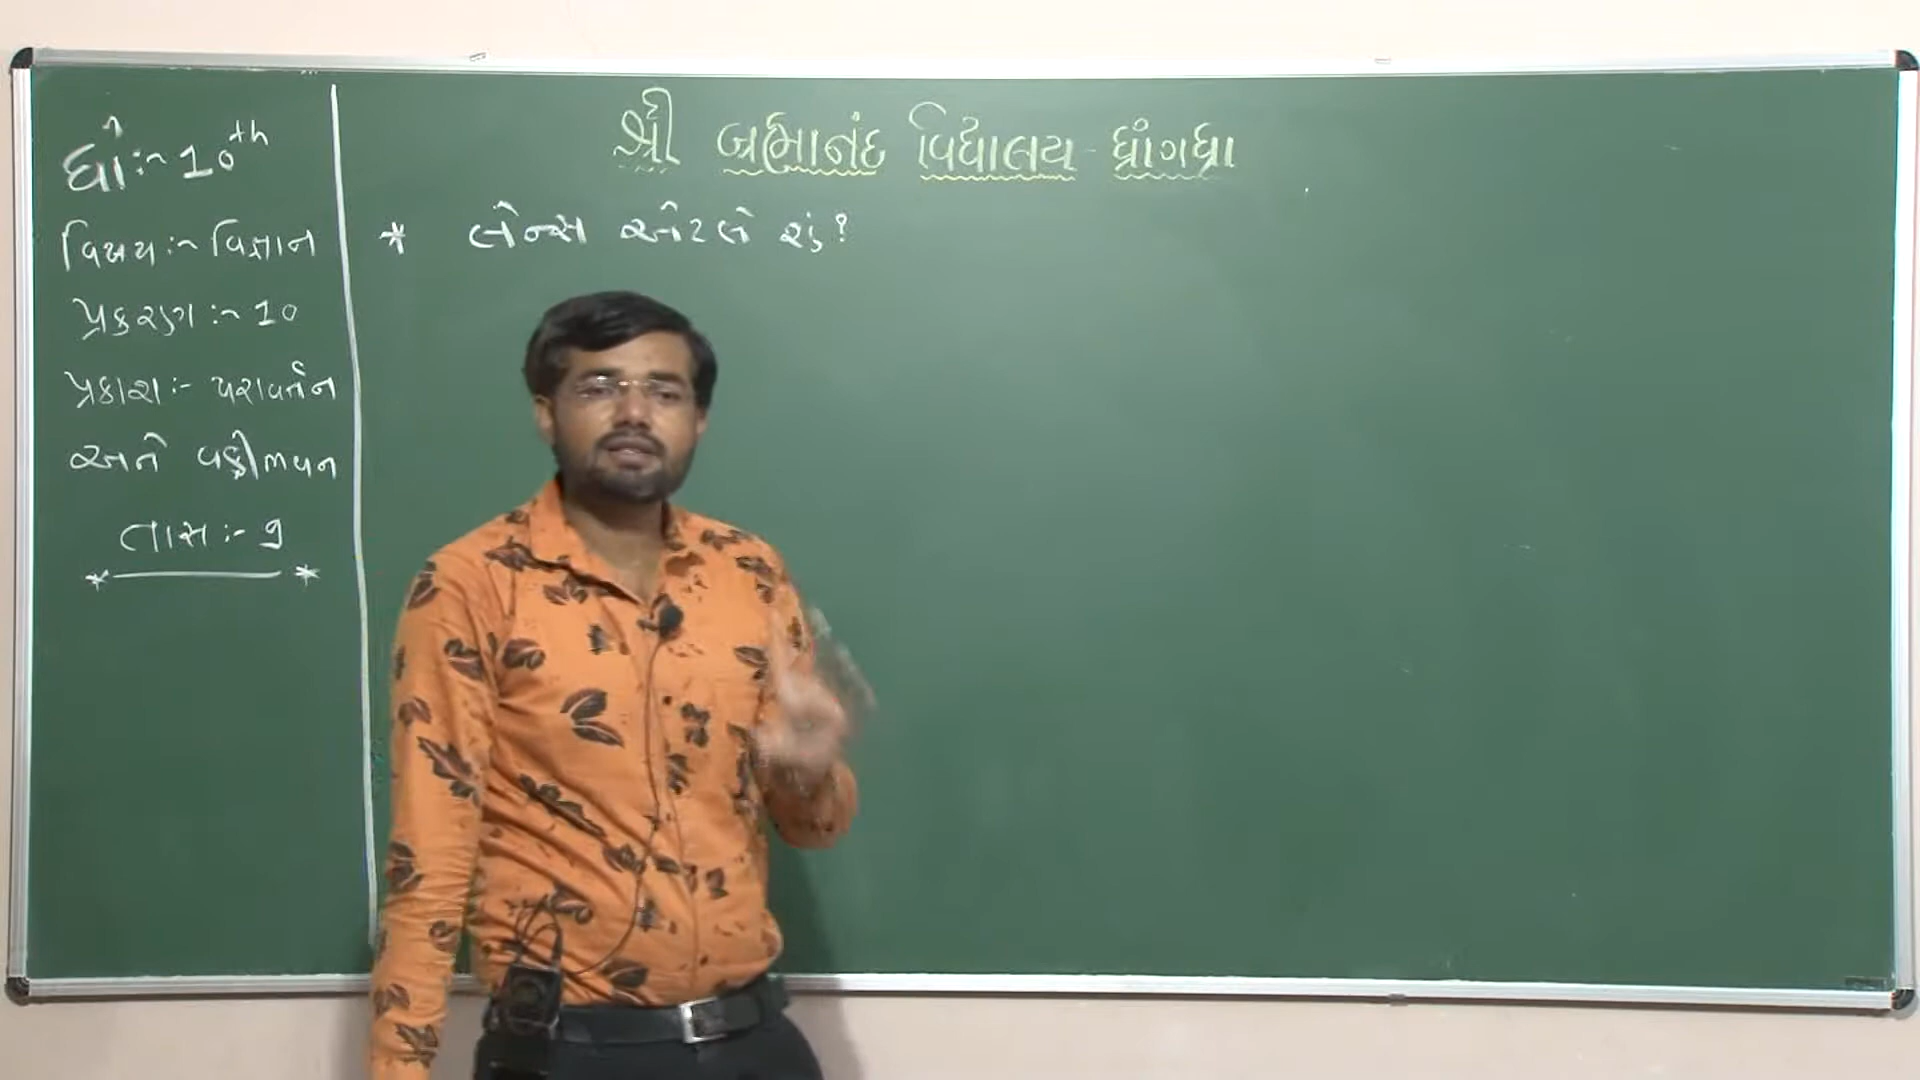 શ્રી બ્રહ્માનંદ વિદ્યાલય - ધ્રાંગધ્રા
ધો:- 10th
વિષય:- વિજ્ઞાન
પ્રકરણ:- 10
પ્રકાશ:- પરાવર્તન
અને વક્રીભવન
તાસ:- 9
* લેન્સ એટલે શું?